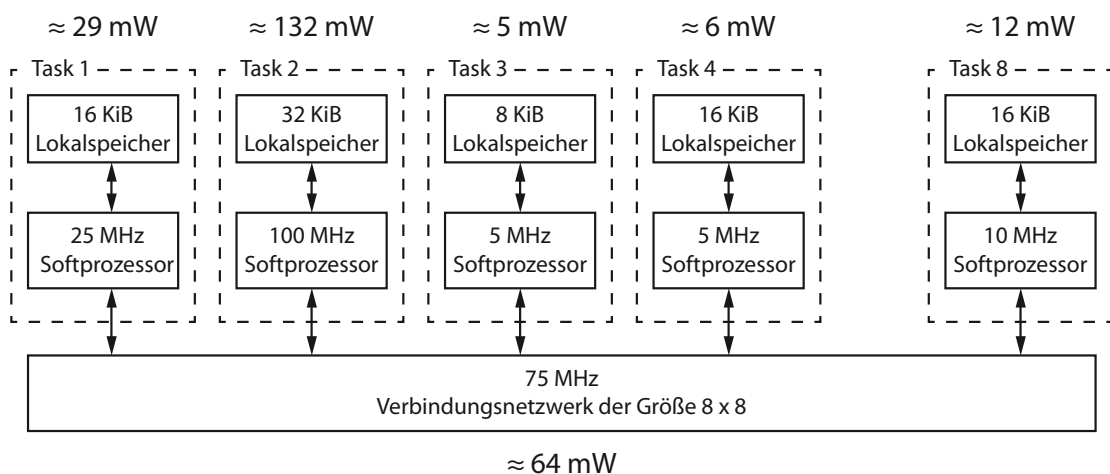 ≈ 29 mW ≈ 132 mW ≈ 5 mW ≈ 6 mW ≈ 12 mW
Task 1 Task 2 Task 3 Task 4 Task 8
16 KiB 32 KiB 8 KiB 16 KiB 16 KiB
Lokalspeicher Lokalspeicher Lokalspeicher Lokalspeicher Lokalspeicher
25 MHz 100 MHz 5 MHz 5 MHz 10 MHz
Softprozessor Softprozessor Softprozessor Softprozessor Softprozessor
75 MHz
Verbindungsnetzwerk der Größe 8 x 8
≈ 64 mW